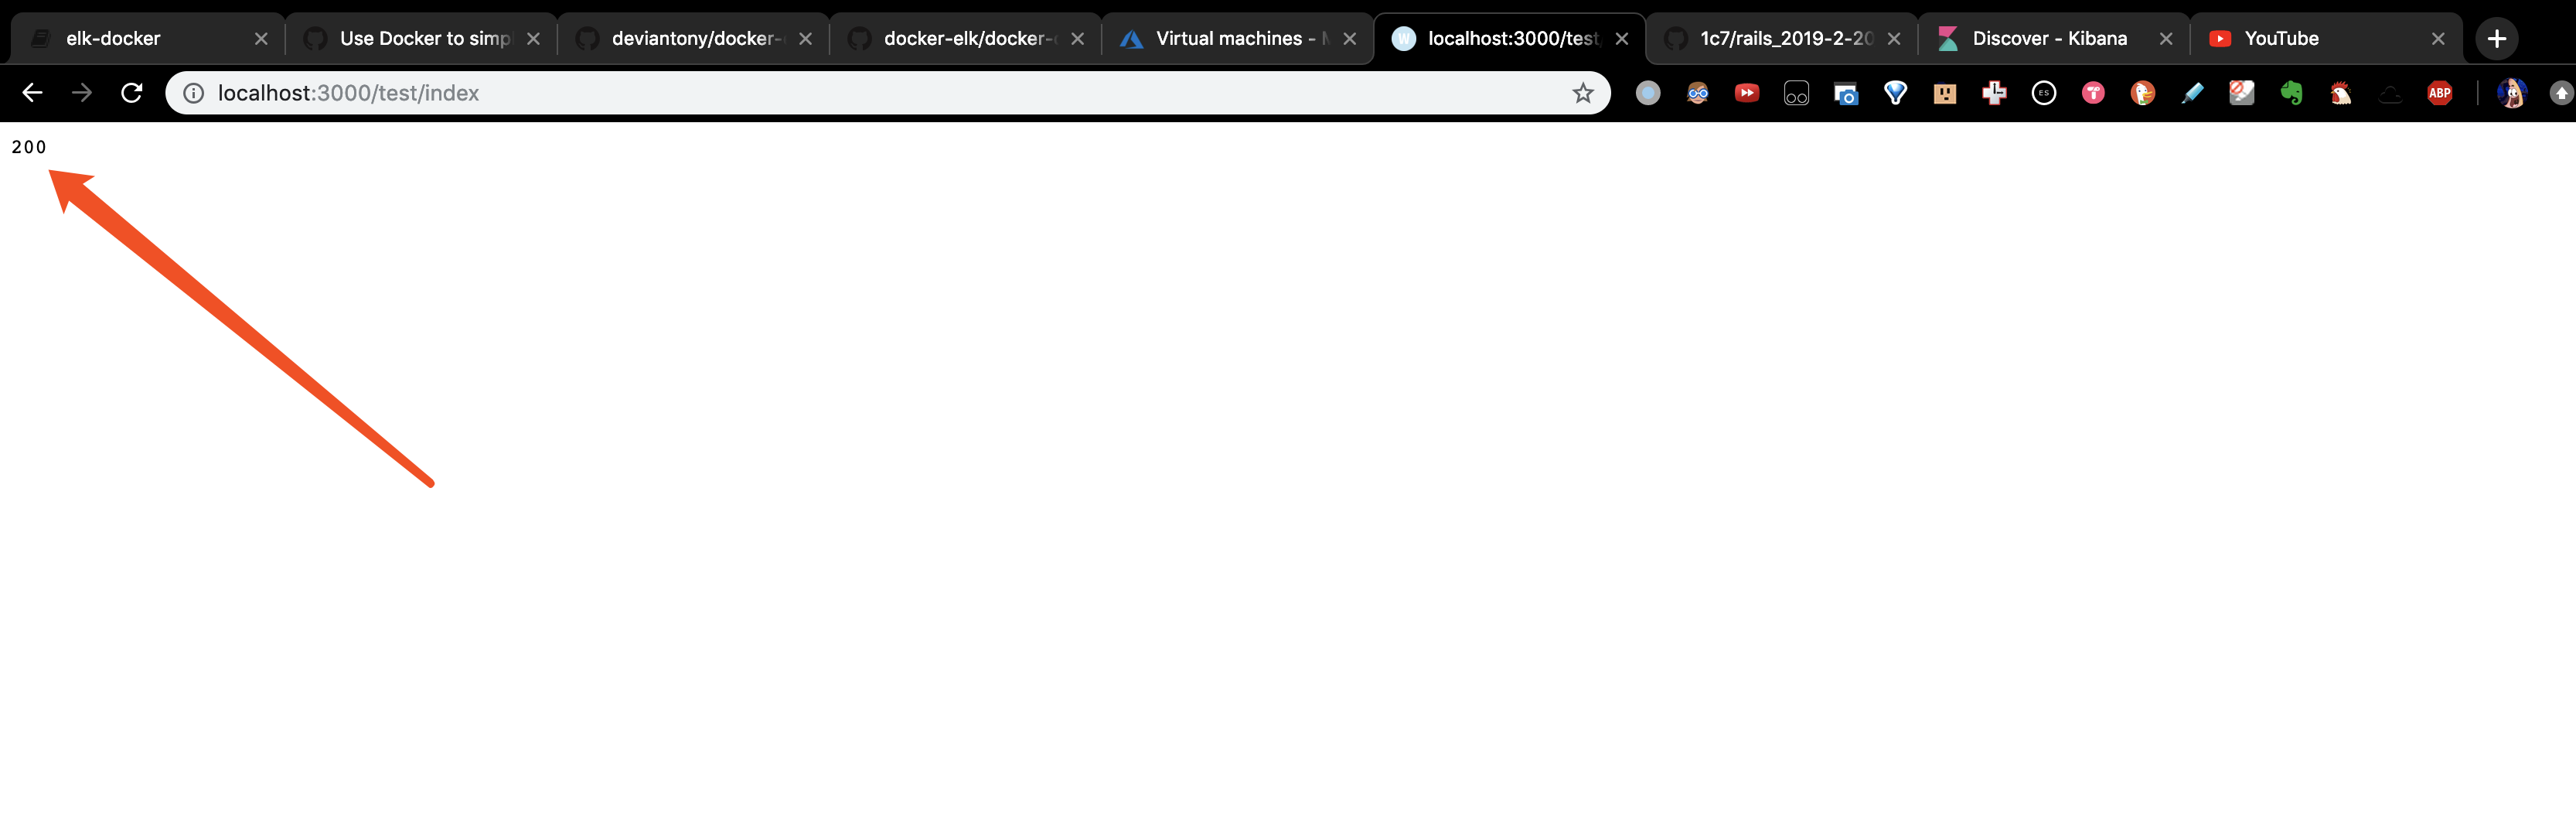 elk-docker
Use Docker to simp
deviantony/docker-
docker-elk/docker-
Virtual machines -
W
localhost:3000/test
1c7/rails_2019-2-20
Discover - Kibana
YouTube
localhost:3000/test/index
ES
T
ABP
200